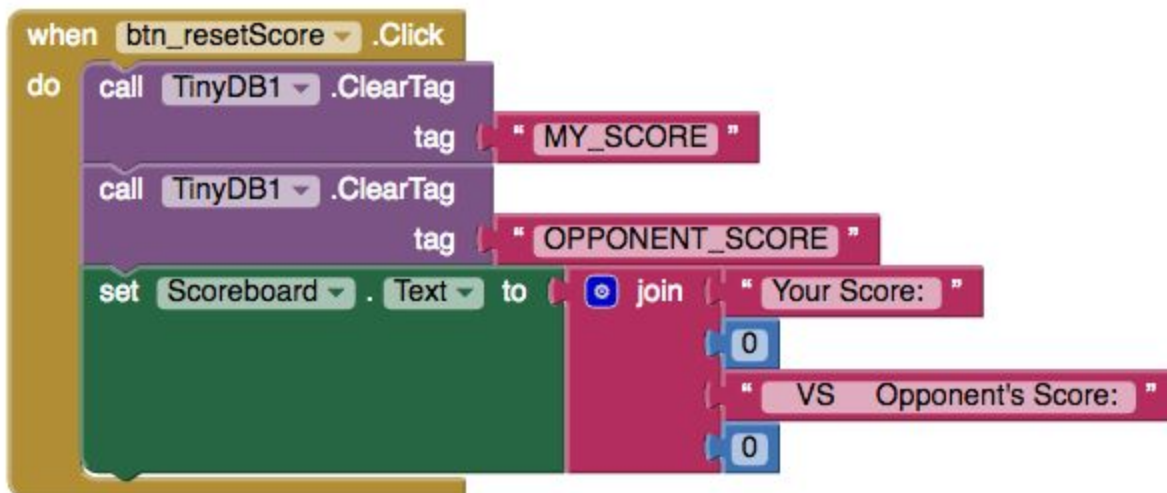 when btn_resetScore .Click
do call TinyDB1 .ClearTag
tag " MY_SCORE "
call TinyDB1 .ClearTag
tag " OPPONENT_SCORE "
set Scoreboard . Text to join " Your Score: "
0
" VS Opponent's Score: "
0